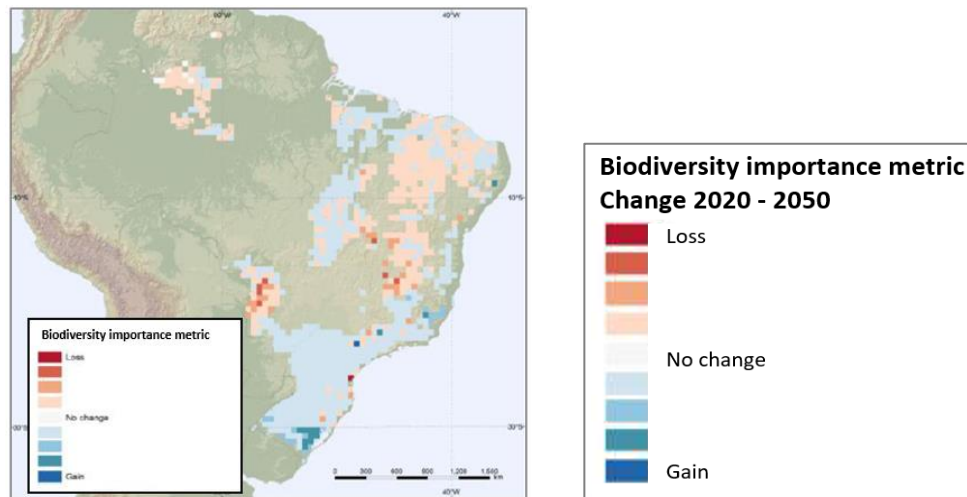 60°W 40°W
10°S 10°S
30°S 30°S
40°W
Biodiversity importance metric
Loss
No change
Gain
0 300 600 900 1,200 1,500
km
Biodiversity importance metric
Change 2020 - 2050
Loss
No change
Gain